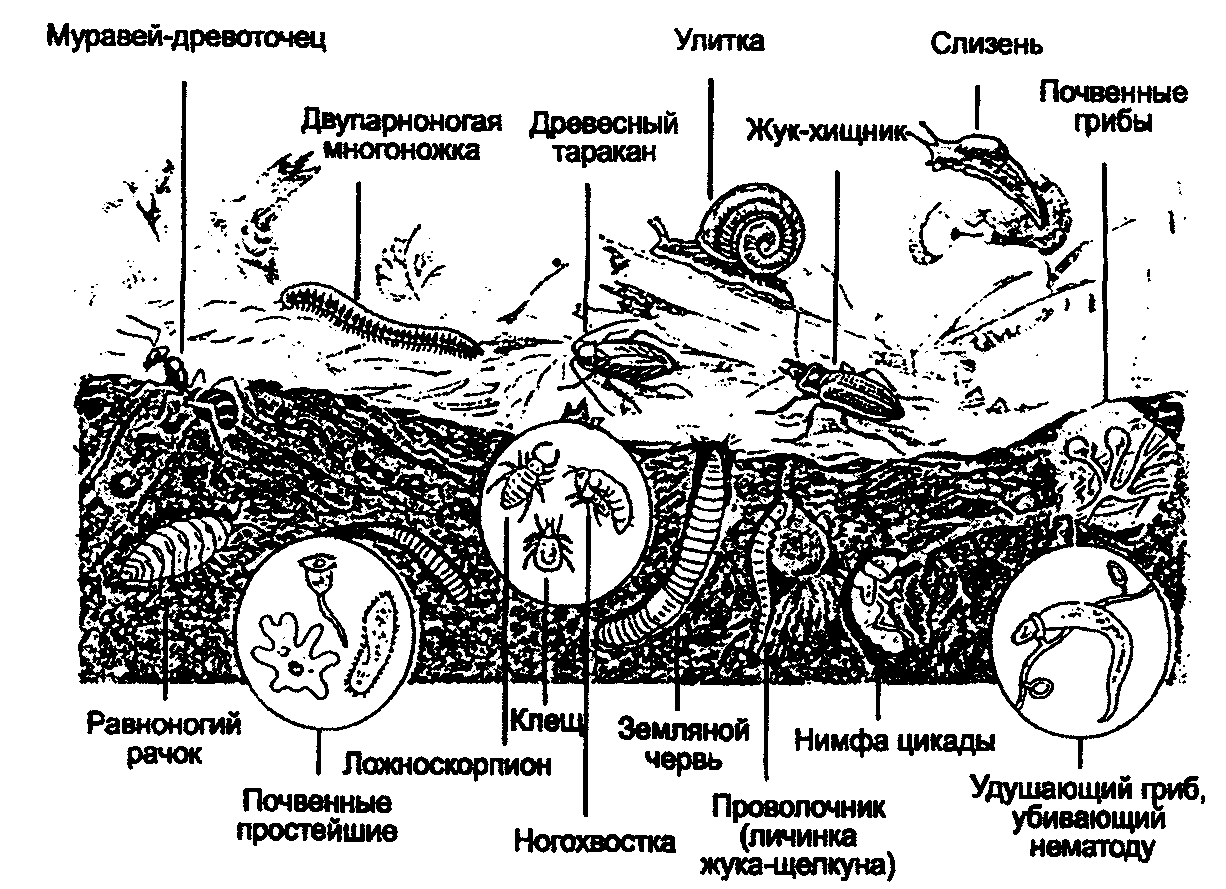 Муравей-древоточец
Улитка
Слизень
Двупарноногая
многоножка
Древесный
таракан
Жук-хищник
Почвенные
грибы
Равноногий
рачок
Почвенные
простейшие
Ложноскорпион
Клещ
Ногохвостка
Земляной
червь
Проволочник
(личинка
жука-щелкуна)
Нимфа цикады
Удушающий гриб,
убивающий
нематоду